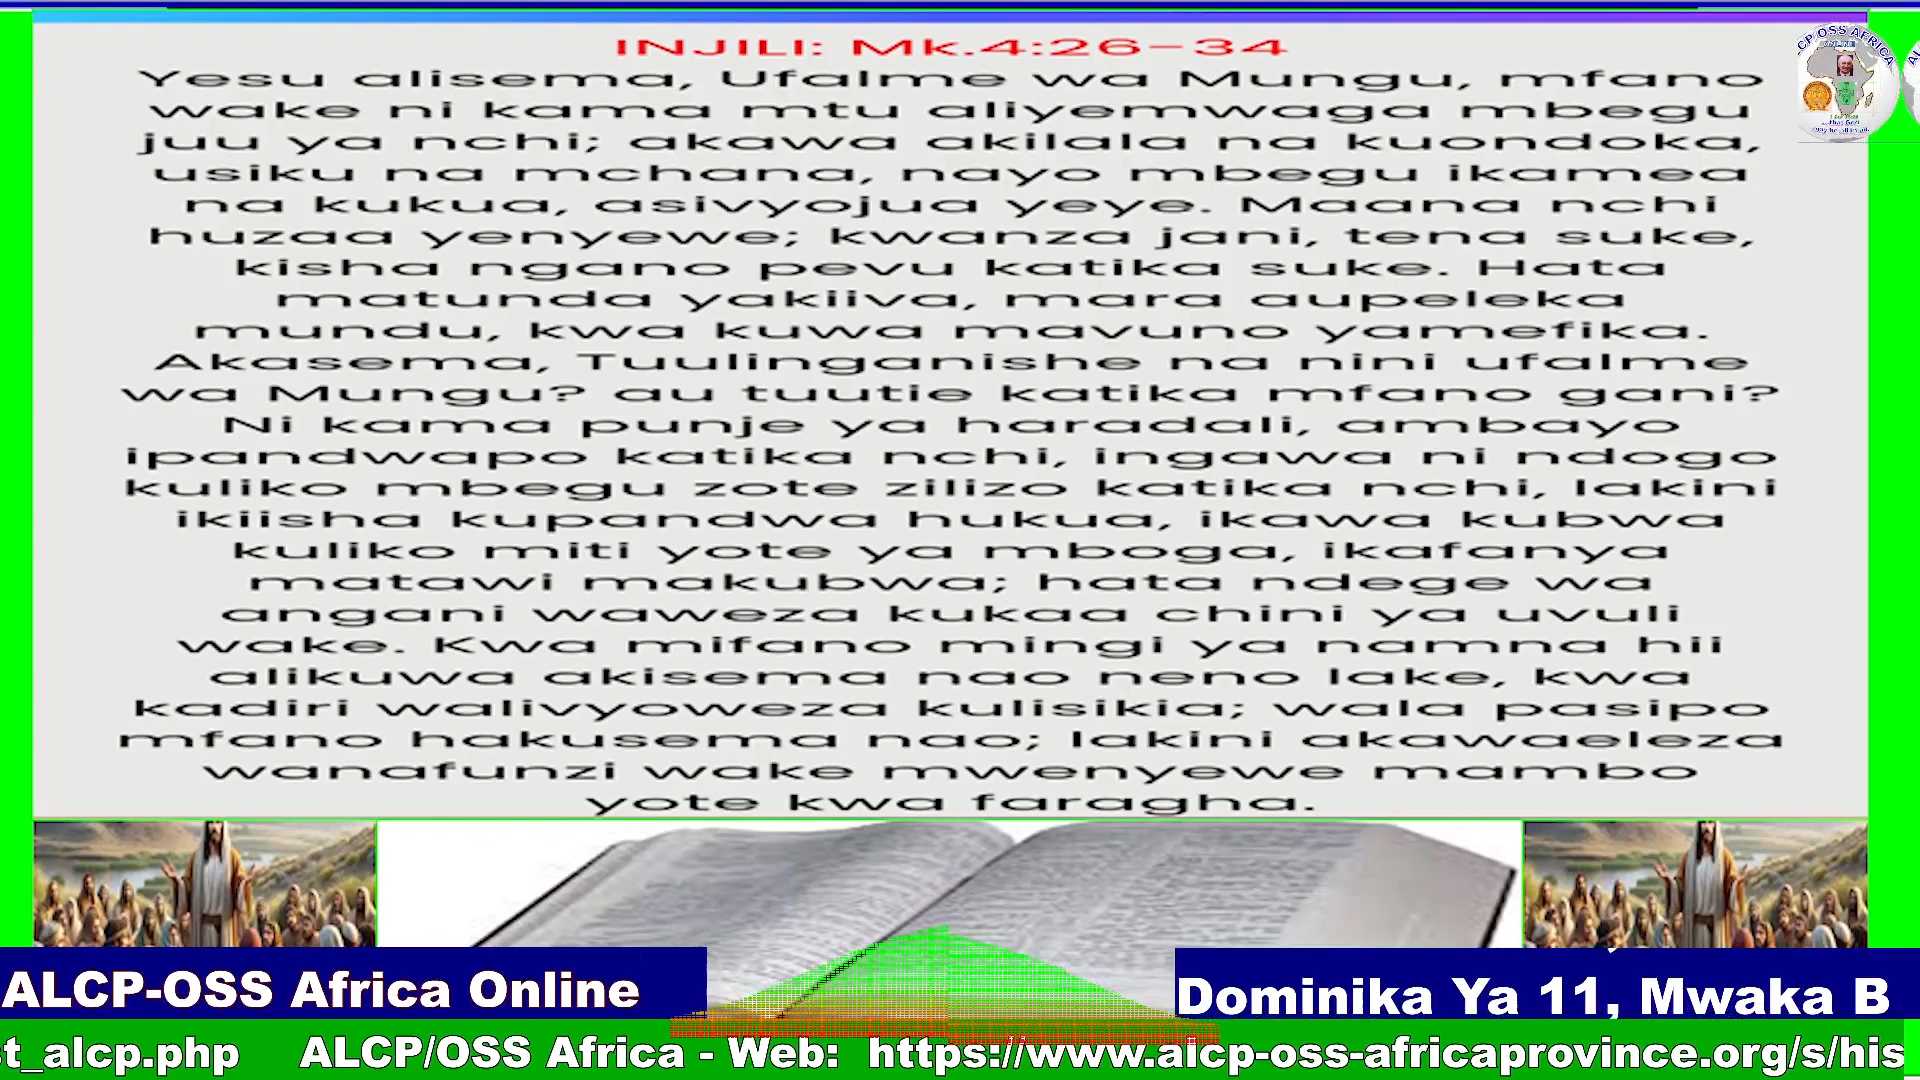 INJILI: Mk.4:26-34
Yesu alisema, Ufalme wa Mungu, mfano
wake ni kama mtu aliyemwaga mbegu
juu ya nchi; akawa akilala na kuondoka,
usiku na mchana, nayo mbegu ikamea
na kukua, asivyojua yeye. Maana nchi
huzaa yenyewe; kwanza jani, tena suke,
kisha ngano pevu katika suke. Hata
matunda yakiiva, mara aupeleka
mundu, kwa kuwa mavuno yamefika.
Akasema, Tuulinganishe na nini ufalme
wa Mungu? au tuutie katika mfano gani?
Ni kama punje ya haradali, ambayo
ipandwapo katika nchi, ingawa ni ndogo
kuliko mbegu zote zilizo katika nchi, lakini
ikiisha kupandwa hukua, ikawa kubwa
kuliko miti yote ya mboga, ikafanya
matawi makubwa; hata ndege wa
angani waweza kukaa chini ya uvuli
wake. Kwa mifano mingi ya namna hii
alikuwa akisema nao neno lake, kwa
kadiri walivyoweza kulisikia; wala pasipo
mfano hakusema nao; lakini akawaeleza
wanafunzi wake mwenyewe mambo
yote kwa faragha.
ALCP-OSS Africa Online
Dominika Ya 11, Mwaka B
t_alcp.php ALCP/OSS Africa - Web: https://www.alcp-oss-africaprovince.org/s/his